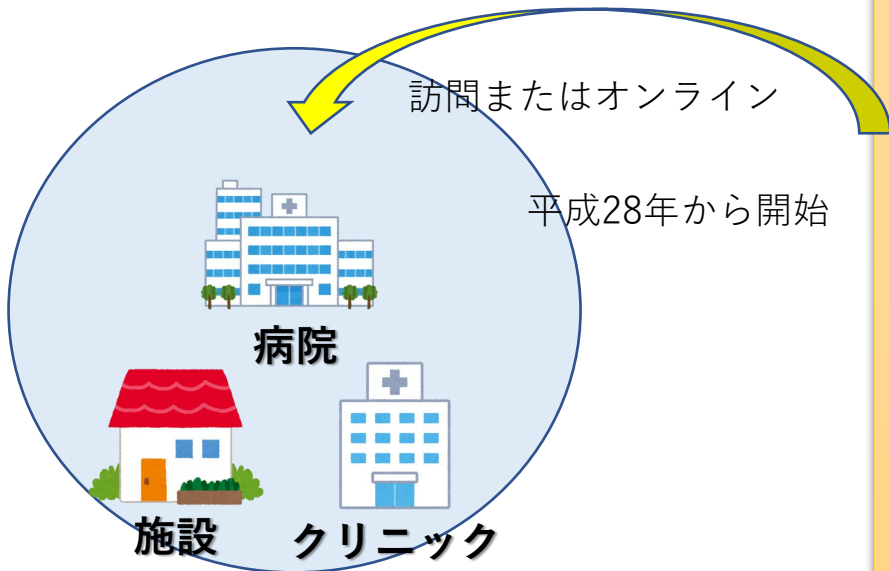 訪問またはオンライン
平成28年から開始
病院
施設
クリニック